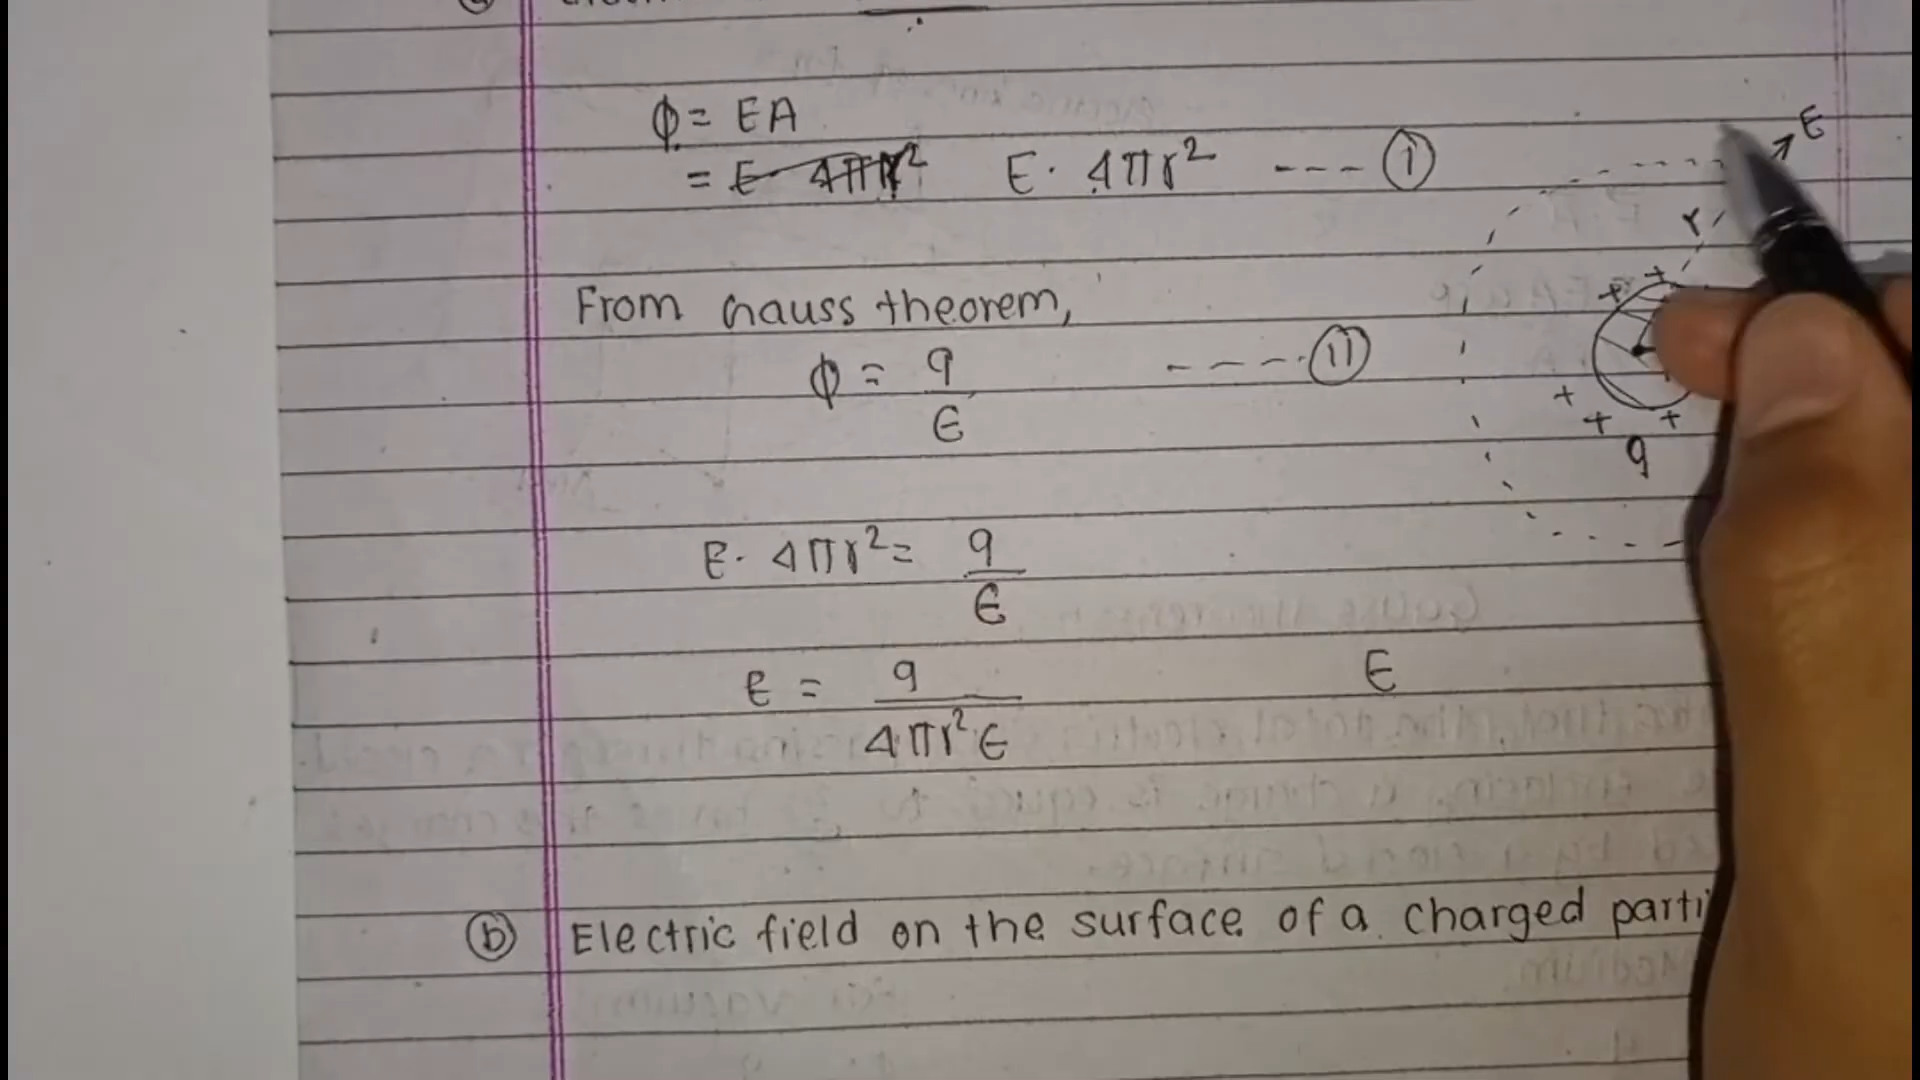 ϕ = EA
= E 4πr² E · 4πr² ---- (I)
E
r
From Gauss theorem,
ϕ = q/ϵ ----- (II)
+ + + + +
q
E · 4πr² = q/ϵ
E = q/4πr²ϵ E
(b) Electric field on the surface of a charged parti